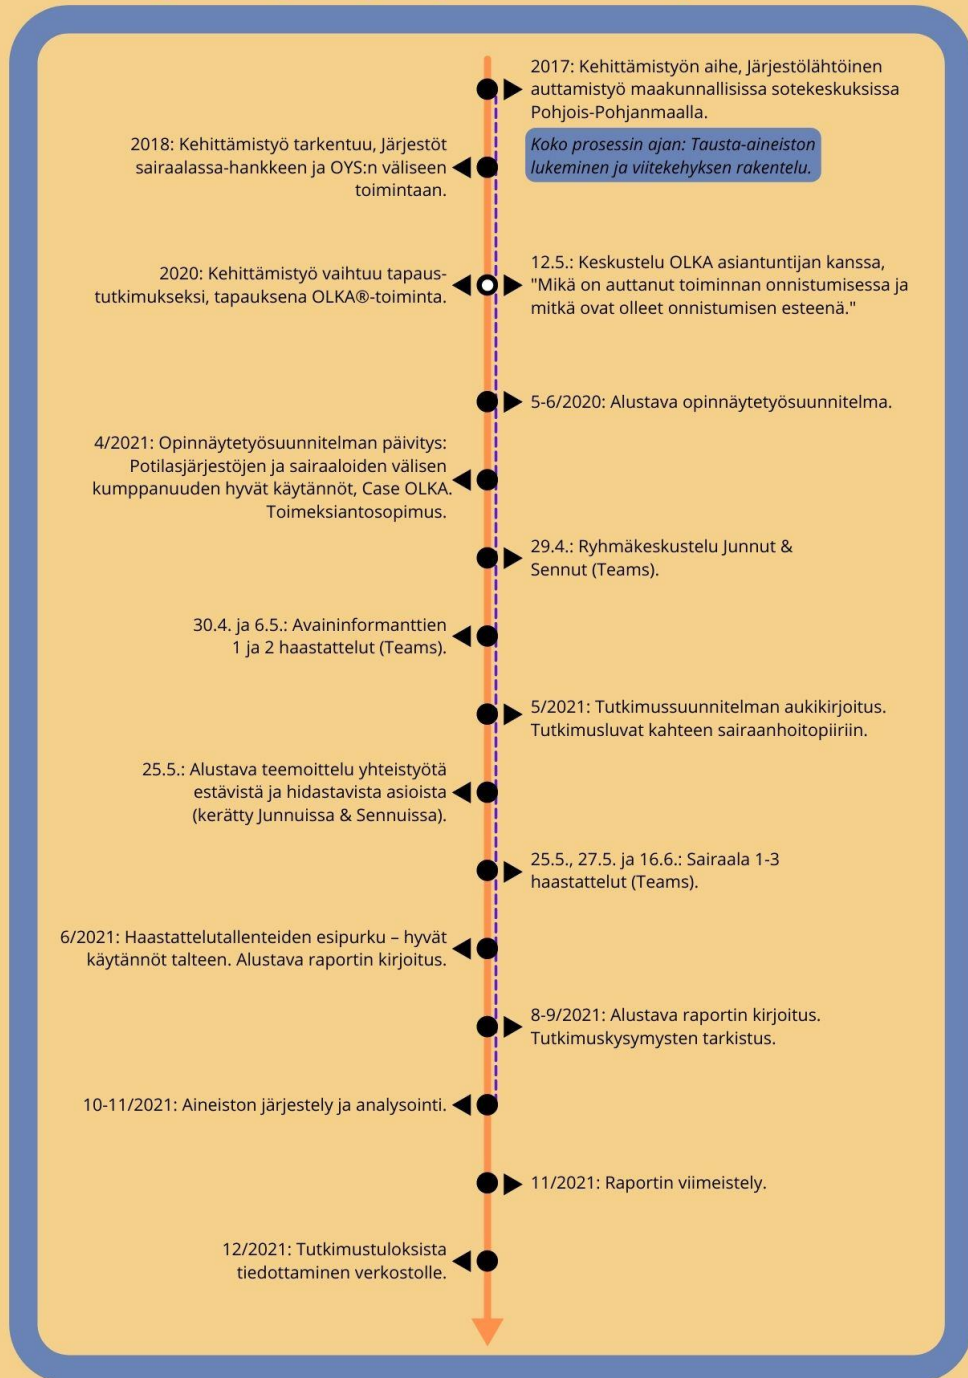 2017: Kehittämistyön aihe, Järjestölähtöinen
auttamistyö maakunnallisissa sotekeskuksissa
Pohjois-Pohjanmaalla.
Koko prosessin ajan: Tausta-aineiston
lukeminen ja viitekehyksen rakentelu.
2018: Kehittämistyö tarkentuu, Järjestöt
sairaalassa-hankkeen ja OYS:n väliseen
toimintaan.
2020: Kehittämistyö vaihtuu tapaus-
tutkimukseksi, tapauksena OLKA®-toiminta.
12.5.: Keskustelu OLKA asiantuntijan kanssa,
"Mikä on auttanut toiminnan onnistumisessa ja
mitkä ovat olleet onnistumisen esteenä."
5-6/2020: Alustava opinnäytetyösuunnitelma.
4/2021: Opinnäytetyösuunnitelman päivitys:
Potilasjärjestöjen ja sairaaloiden välisen
kumppanuuden hyvät käytännöt, Case OLKA.
Toimeksiantosopimus.
29.4.: Ryhmäkeskustelu Junnut &
Sennut (Teams).
30.4. ja 6.5.: Avaininformanttien
1 ja 2 haastattelut (Teams).
5/2021: Tutkimussuunnitelman aukikirjoitus.
Tutkimusluvat kahteen sairaanhoitopiiriin.
25.5.: Alustava teemoittelu yhteistyötä
estävistä ja hidastavista asioista
(kerätty Junnuissa & Sennuissa).
25.5., 27.5. ja 16.6.: Sairaala 1-3
haastattelut (Teams).
6/2021: Haastattelutallenteiden esipurku – hyvät
käytännöt talteen. Alustava raportin kirjoitus.
8-9/2021: Alustava raportin kirjoitus.
Tutkimuskysymysten tarkistus.
10-11/2021: Aineiston järjestely ja analysointi.
11/2021: Raportin viimeistely.
12/2021: Tutkimustuloksista
tiedottaminen verkostolle.